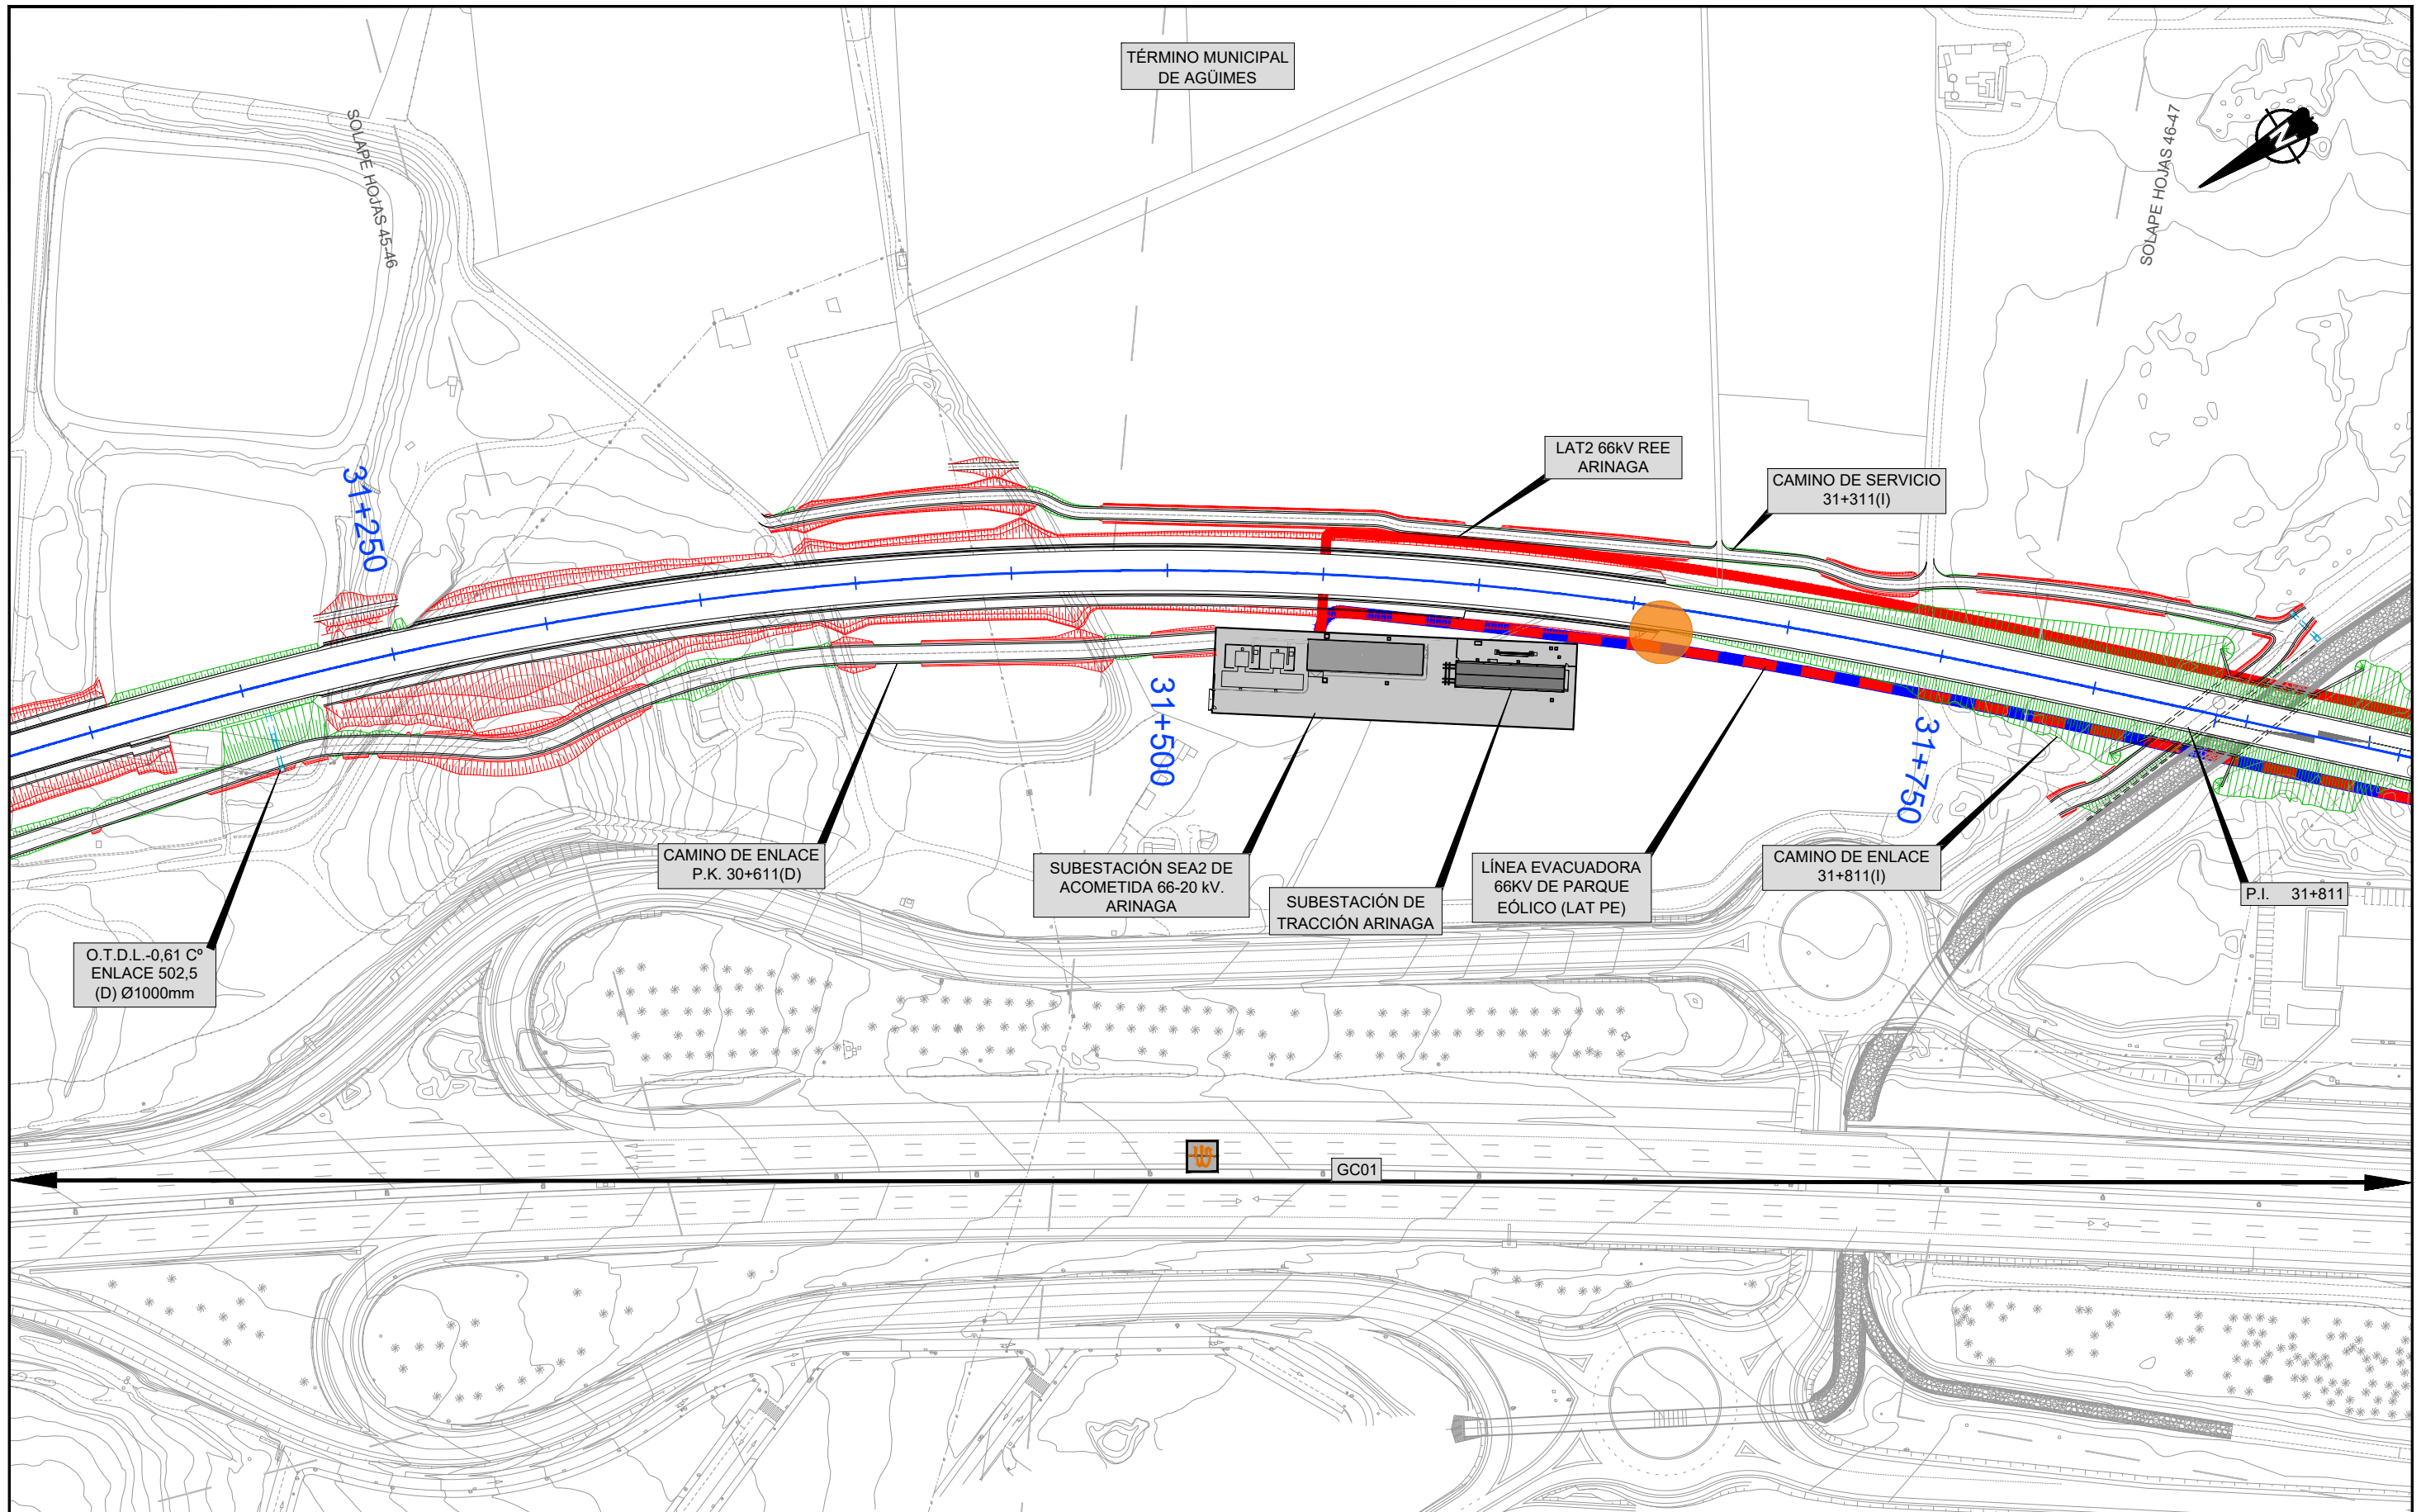 TÉRMINO MUNICIPAL
DE AGÜIMES
SOLAPE HOJAS 45-46
SOLAPE HOJAS 46-47
N
31+250
LAT2 66kV REE
ARINAGA
CAMINO DE SERVICIO
31+311(I)
31+500
31+750
CAMINO DE ENLACE
P.K. 30+611(D)
SUBESTACIÓN SEA2 DE
ACOMETIDA 66-20 kV.
ARINAGA
SUBESTACIÓN DE
TRACCIÓN ARINAGA
LÍNEA EVACUADORA
66KV DE PARQUE
EÓLICO (LAT PE)
CAMINO DE ENLACE
31+811(I)
P.I. 31+811
O.T.D.L.-0,61 Cº
ENLACE 502,5
(D) Ø1000mm
GC01